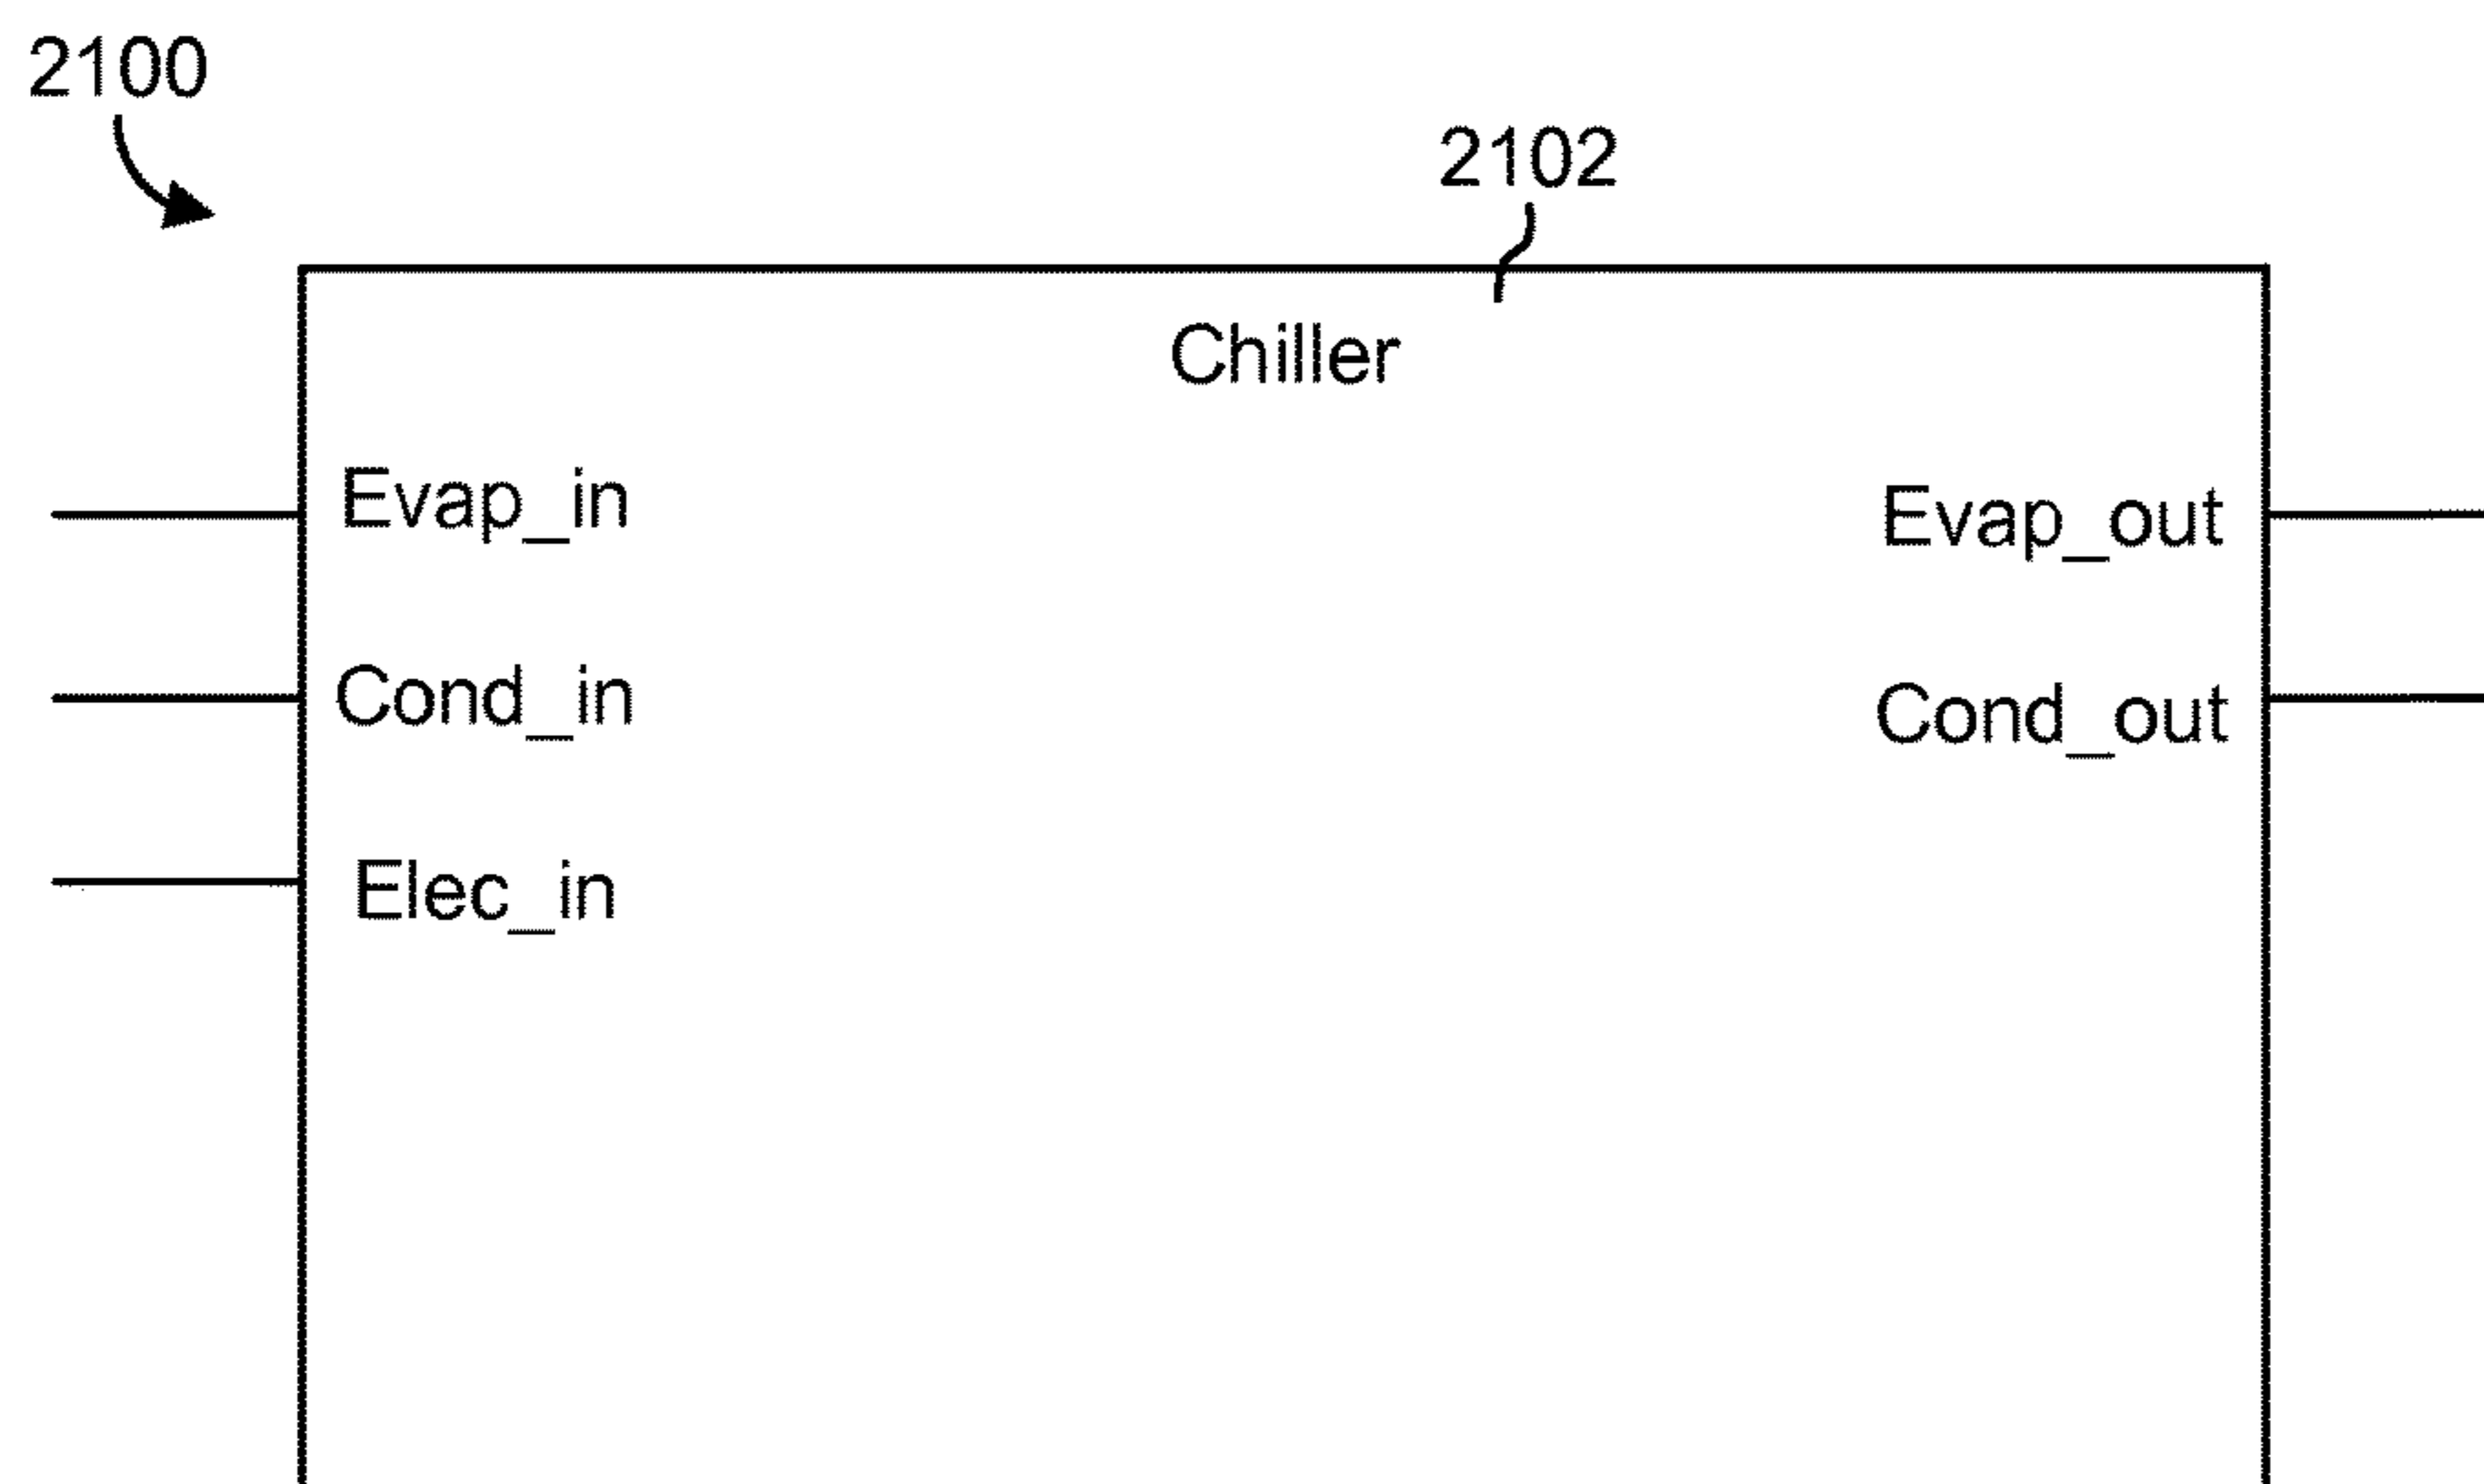 2100
2102
Chiller
Evap_in
Evap_out
Cond_in
Cond_out
Elec_in